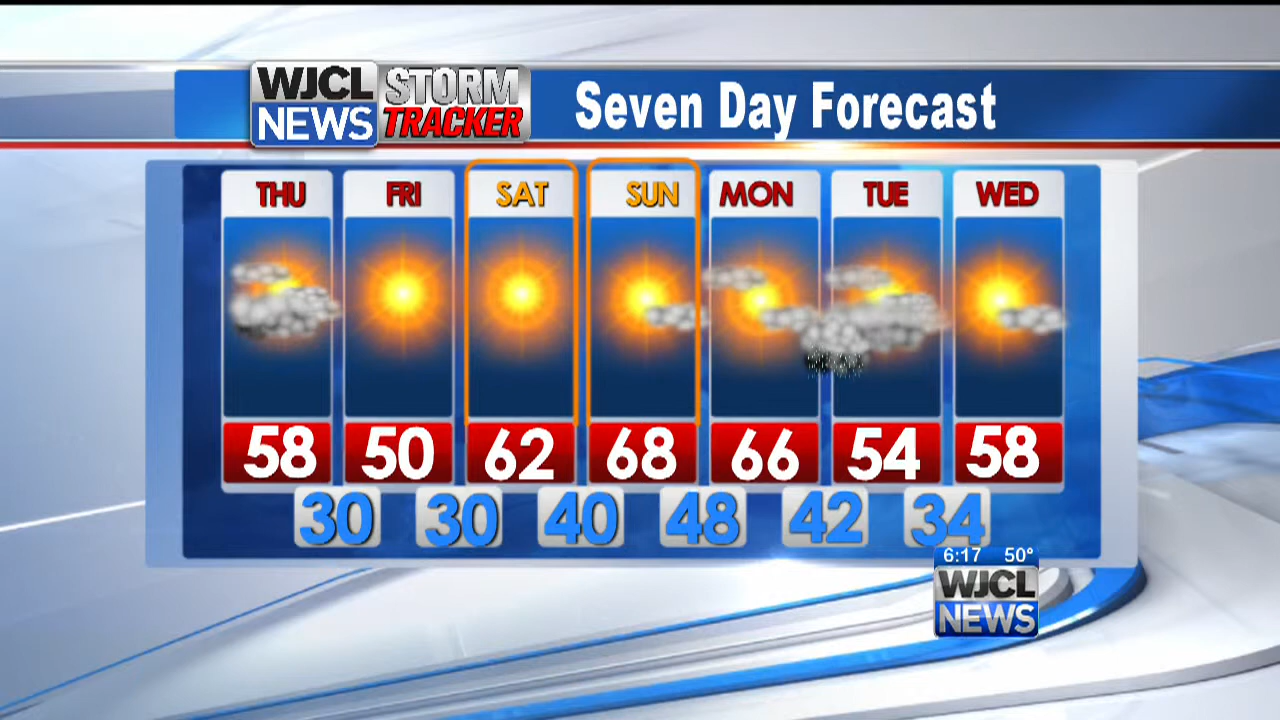 WJCL
NEWS
STORM
TRACKER
Seven Day Forecast
THU FRI SAT SUN MON TUE WED
58 50 62 68 66 54 58
30 30 40 48 42 34
6:17 50°
WJCL
NEWS